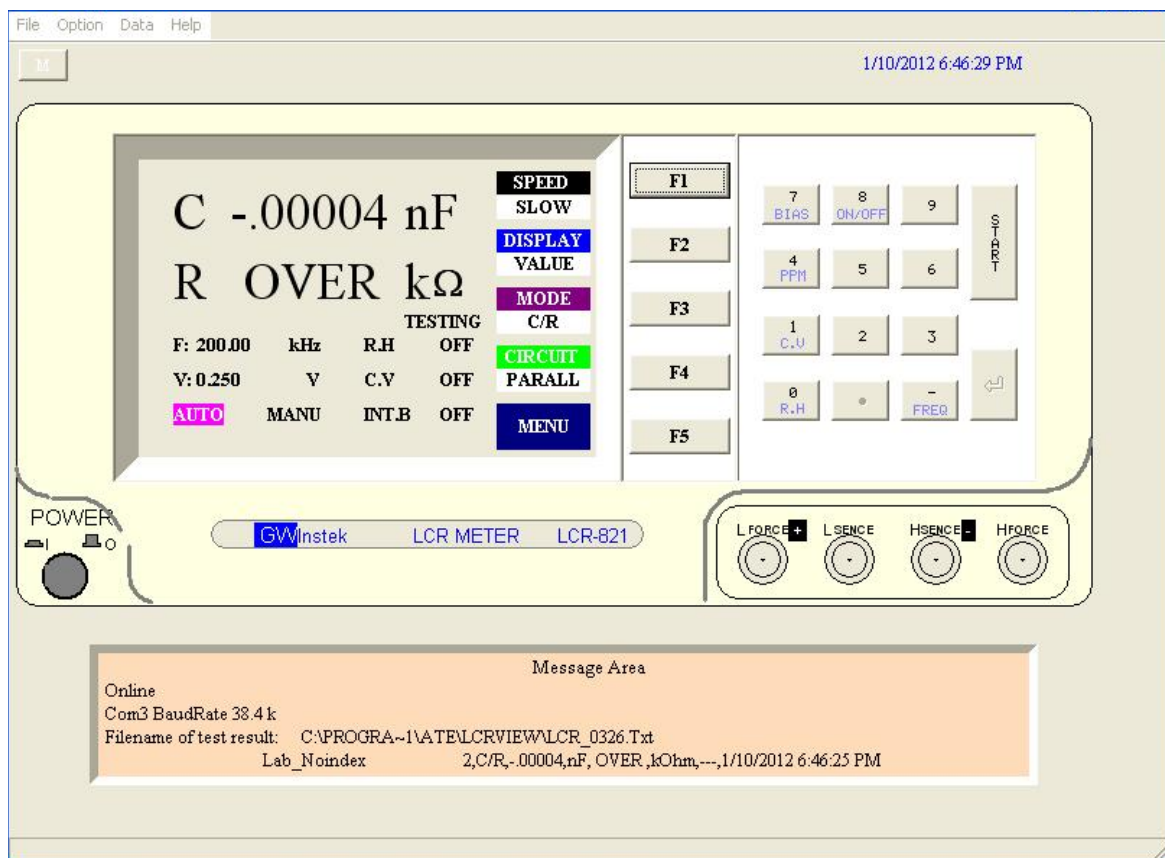 File Option Data Help
M
1/10/2012 6:46:29 PM
C -.00004 nF
R OVER kΩ
TESTING
F: 200.00 kHz R.H OFF
V: 0.250 V C.V OFF
AUTO MANU INT.B OFF
SPEED
SLOW
DISPLAY
VALUE
MODE
C/R
CIRCUIT
PARALL
MENU
F1
F2
F3
F4
F5
7 8 9
BIAS ON/OFF
4 5 6
PPM
1 2 3
C.V
0 • -
R.H FREQ
START
POWER
I O
GWInstek LCR METER LCR-821
L FORCE + L SENCE H SENCE - H FORCE
Message Area
Online
Com3 BaudRate 38.4 k
Filename of test result: C:\PROGRA~1\ATE\LCRVIEW\LCR_0326.Txt
Lab_Noindex 2,C/R,-.00004,nF, OVER ,kOhm,---,1/10/2012 6:46:25 PM